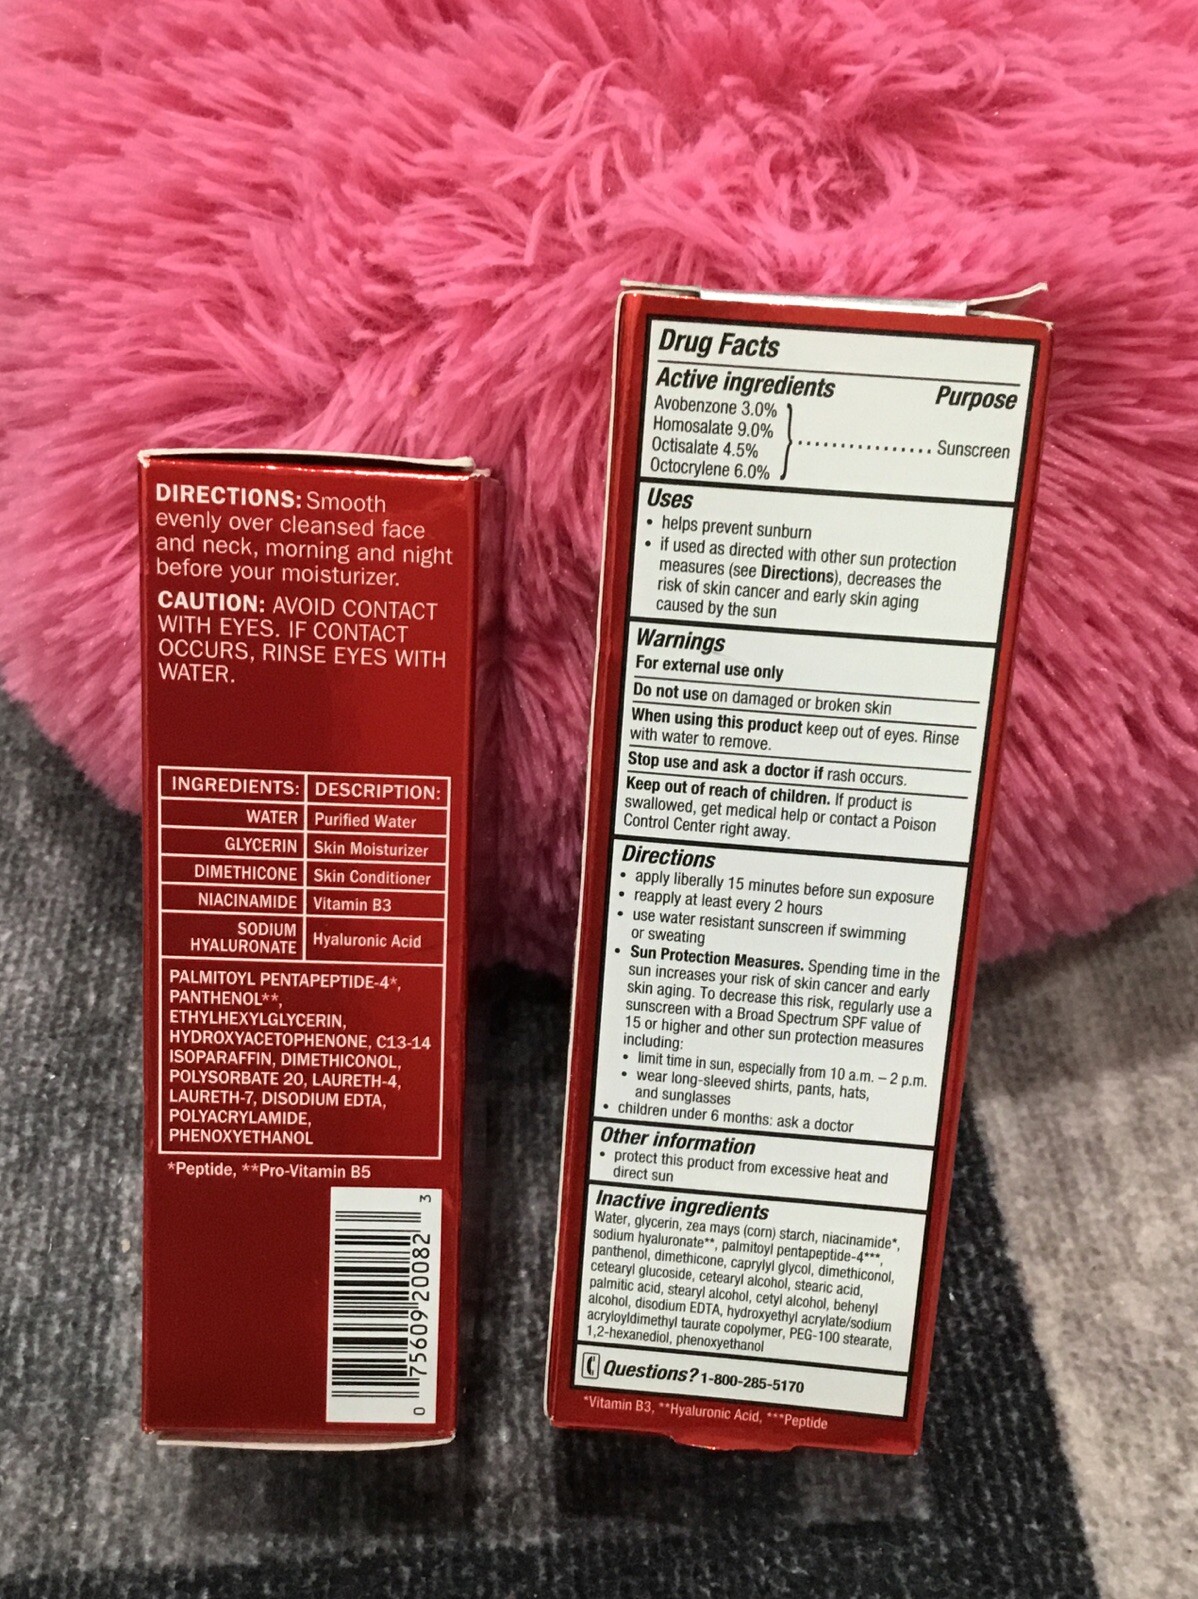 DIRECTIONS: Smooth
evenly over cleansed face
and neck, morning and night
before your moisturizer.
CAUTION: AVOID CONTACT
WITH EYES. IF CONTACT
OCCURS, RINSE EYES WITH
WATER.
INGREDIENTS: DESCRIPTION:
WATER Purified Water
GLYCERIN Skin Moisturizer
DIMETHICONE Skin Conditioner
NIACINAMIDE Vitamin B3
SODIUM
HYALURONATE Hyaluronic Acid
PALMITOYL PENTAPEPTIDE-4*,
PANTHENOL**,
ETHYLHEXYLGLYCERIN,
HYDROXYACETOPHENONE, C13-14
ISOPARAFFIN, DIMETHICONOL,
POLYSORBATE 20, LAURETH-4,
LAURETH-7, DISODIUM EDTA,
POLYACRYLAMIDE,
PHENOXYETHANOL
*Peptide, **Pro-Vitamin B5
0 75609 20082 3
Drug Facts
Active ingredients Purpose
Avobenzone 3.0%
Homosalate 9.0%
Octisalate 4.5% ................ Sunscreen
Octocrylene 6.0%
Uses
• helps prevent sunburn
• if used as directed with other sun protection
measures (see Directions), decreases the
risk of skin cancer and early skin aging
caused by the sun
Warnings
For external use only
Do not use on damaged or broken skin
When using this product keep out of eyes. Rinse
with water to remove.
Stop use and ask a doctor if rash occurs.
Keep out of reach of children. If product is
swallowed, get medical help or contact a Poison
Control Center right away.
Directions
• apply liberally 15 minutes before sun exposure
• reapply at least every 2 hours
• use water resistant sunscreen if swimming
or sweating
• Sun Protection Measures. Spending time in the
sun increases your risk of skin cancer and early
skin aging. To decrease this risk, regularly use a
sunscreen with a Broad Spectrum SPF value of
15 or higher and other sun protection measures
including:
• limit time in sun, especially from 10 a.m. – 2 p.m.
• wear long-sleeved shirts, pants, hats,
and sunglasses
• children under 6 months: ask a doctor
Other information
• protect this product from excessive heat and
direct sun
Inactive ingredients
Water, glycerin, zea mays (corn) starch, niacinamide*,
sodium hyaluronate**, palmitoyl pentapeptide-4***,
panthenol, dimethicone, caprylyl glycol, dimethiconol,
cetearyl glucoside, cetearyl alcohol, stearic acid,
palmitic acid, stearyl alcohol, cetyl alcohol, behenyl
alcohol, disodium EDTA, hydroxyethyl acrylate/sodium
acryloyldimethyl taurate copolymer, PEG-100 stearate,
1,2-hexanediol, phenoxyethanol
Questions? 1-800-285-5170
*Vitamin B3, **Hyaluronic Acid, ***Peptide